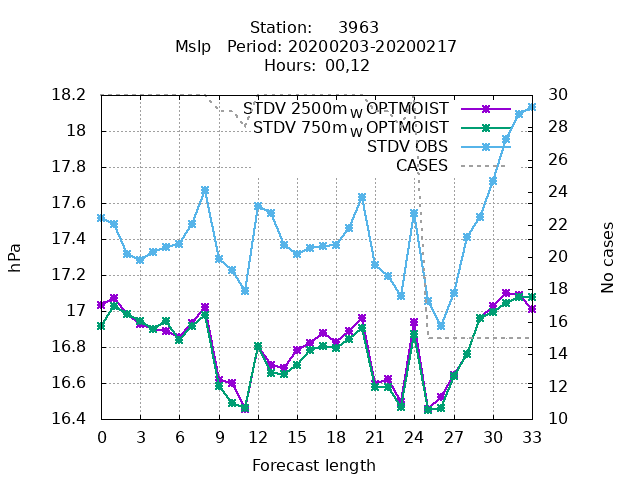 Station: 3963
Mslp Period: 20200203-20200217
Hours: 00,12
18.2
18
17.8
17.6
17.4
17.2
17
16.8
16.6
16.4
hPa
30
28
26
24
22
20
18
16
14
12
10
No cases
STDV 2500m w OPTMOIST
STDV 750m w OPTMOIST
STDV OBS
CASES
0 3 6 9 12 15 18 21 24 27 30 33
Forecast length